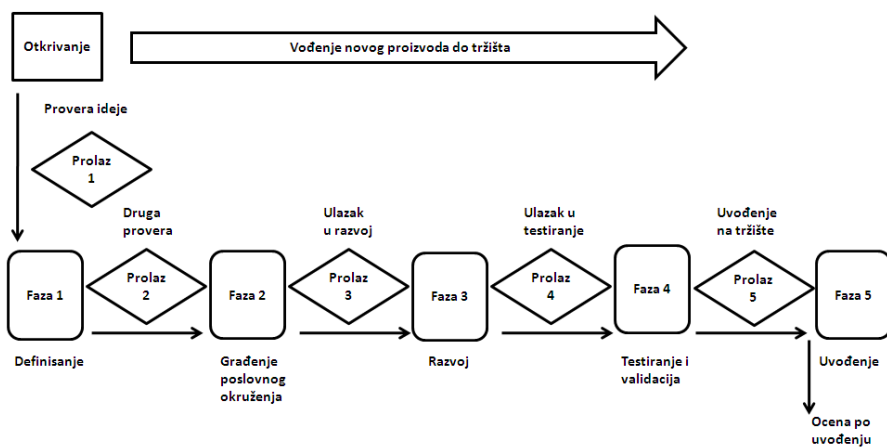 Otkrivanje
Vođenje novog proizvoda do tržišta
Provera ideje
Prolaz
1
Druga
provera
Ulazak
u razvoj
Ulazak u
testiranje
Uvođenje
na tržište
Faza 1
Prolaz
2
Faza 2
Prolaz
3
Faza 3
Prolaz
4
Faza 4
Prolaz
5
Faza 5
Definisanje
Građenje
poslovnog
okruženja
Razvoj
Testiranje i
validacija
Uvođenje
Ocena po
uvođenju